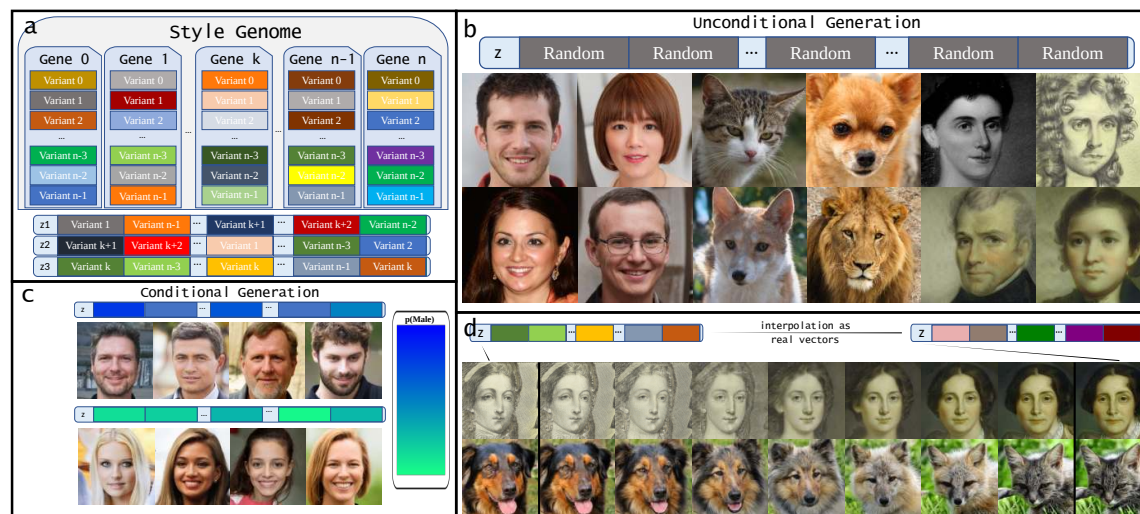 a
Style Genome
Gene 0 Gene 1 Gene k Gene n-1 Gene n
Variant 0 Variant 0 Variant 0 Variant 0 Variant 0
Variant 1 Variant 1 Variant 1 Variant 1 Variant 1
Variant 2 Variant 2 Variant 2 Variant 2 Variant 2
... ... ... ... ... ... ...
Variant n-3 Variant n-3 Variant n-3 Variant n-3 Variant n-3
Variant n-2 Variant n-2 Variant n-2 Variant n-2 Variant n-2
Variant n-1 Variant n-1 Variant n-1 Variant n-1 Variant n-1
z1 Variant 1 Variant n-1 ... Variant k+1 ... Variant k+2 Variant n-2
z2 Variant k+1 Variant k+2 ... Variant 1 ... Variant n-3 Variant 2
z3 Variant k Variant n-3 ... Variant k ... Variant n-1 Variant k
b
Unconditional Generation
z Random Random ... Random ... Random Random
c
Conditional Generation
z ... ...
p(Male)
z ... ...
d
z ... ...
interpolation as
real vectors
z ... ...